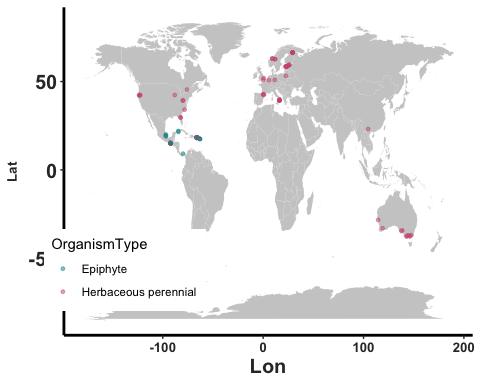 50
Lat
0
OrganismType
-5
Epiphyte
Herbaceous perennial
-100 0 100 200
Lon